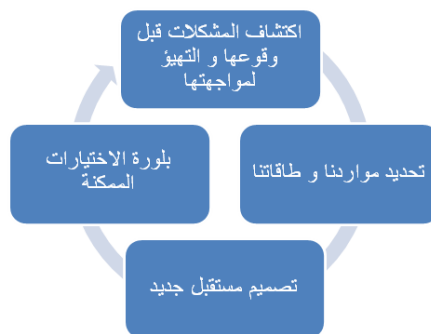 اكتشاف المشكلات قبل
وقوعها و التهيؤ
لمواجهتها
تحديد مواردنا و طاقاتنا
تصميم مستقبل جديد
بلورة الاختيارات
الممكنة